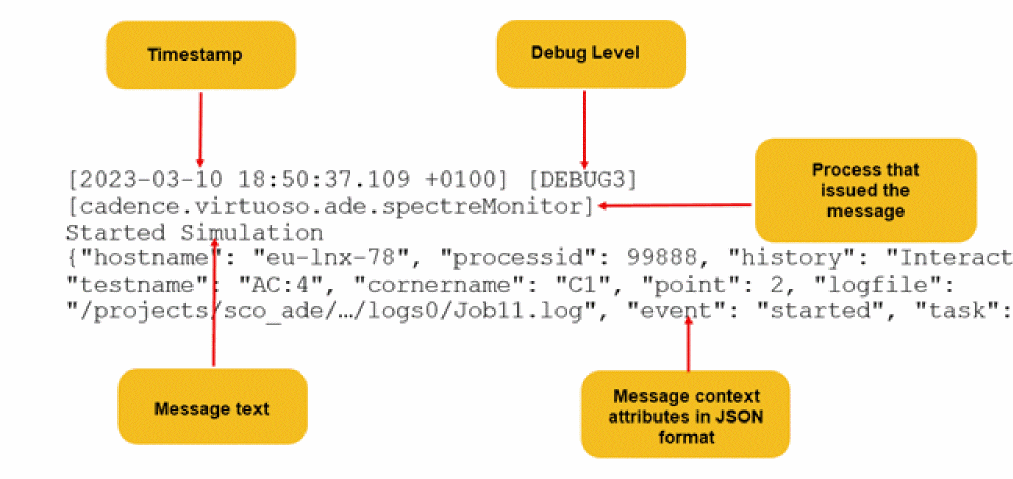 Timestamp
Debug Level
[2023-03-10 18:50:37.109 +0100] [DEBUG3]
[cadence.virtuoso.ade.spectreMonitor]
Process that
issued the
message
Started Simulation
{"hostname": "eu-lnx-78", "processid": 99888, "history": "Interact
"testname": "AC:4", "cornername": "C1", "point": 2, "logfile":
"/projects/sco_ade/…/logs0/Job11.log", "event": "started", "task":
Message text
Message context
attributes in JSON
format